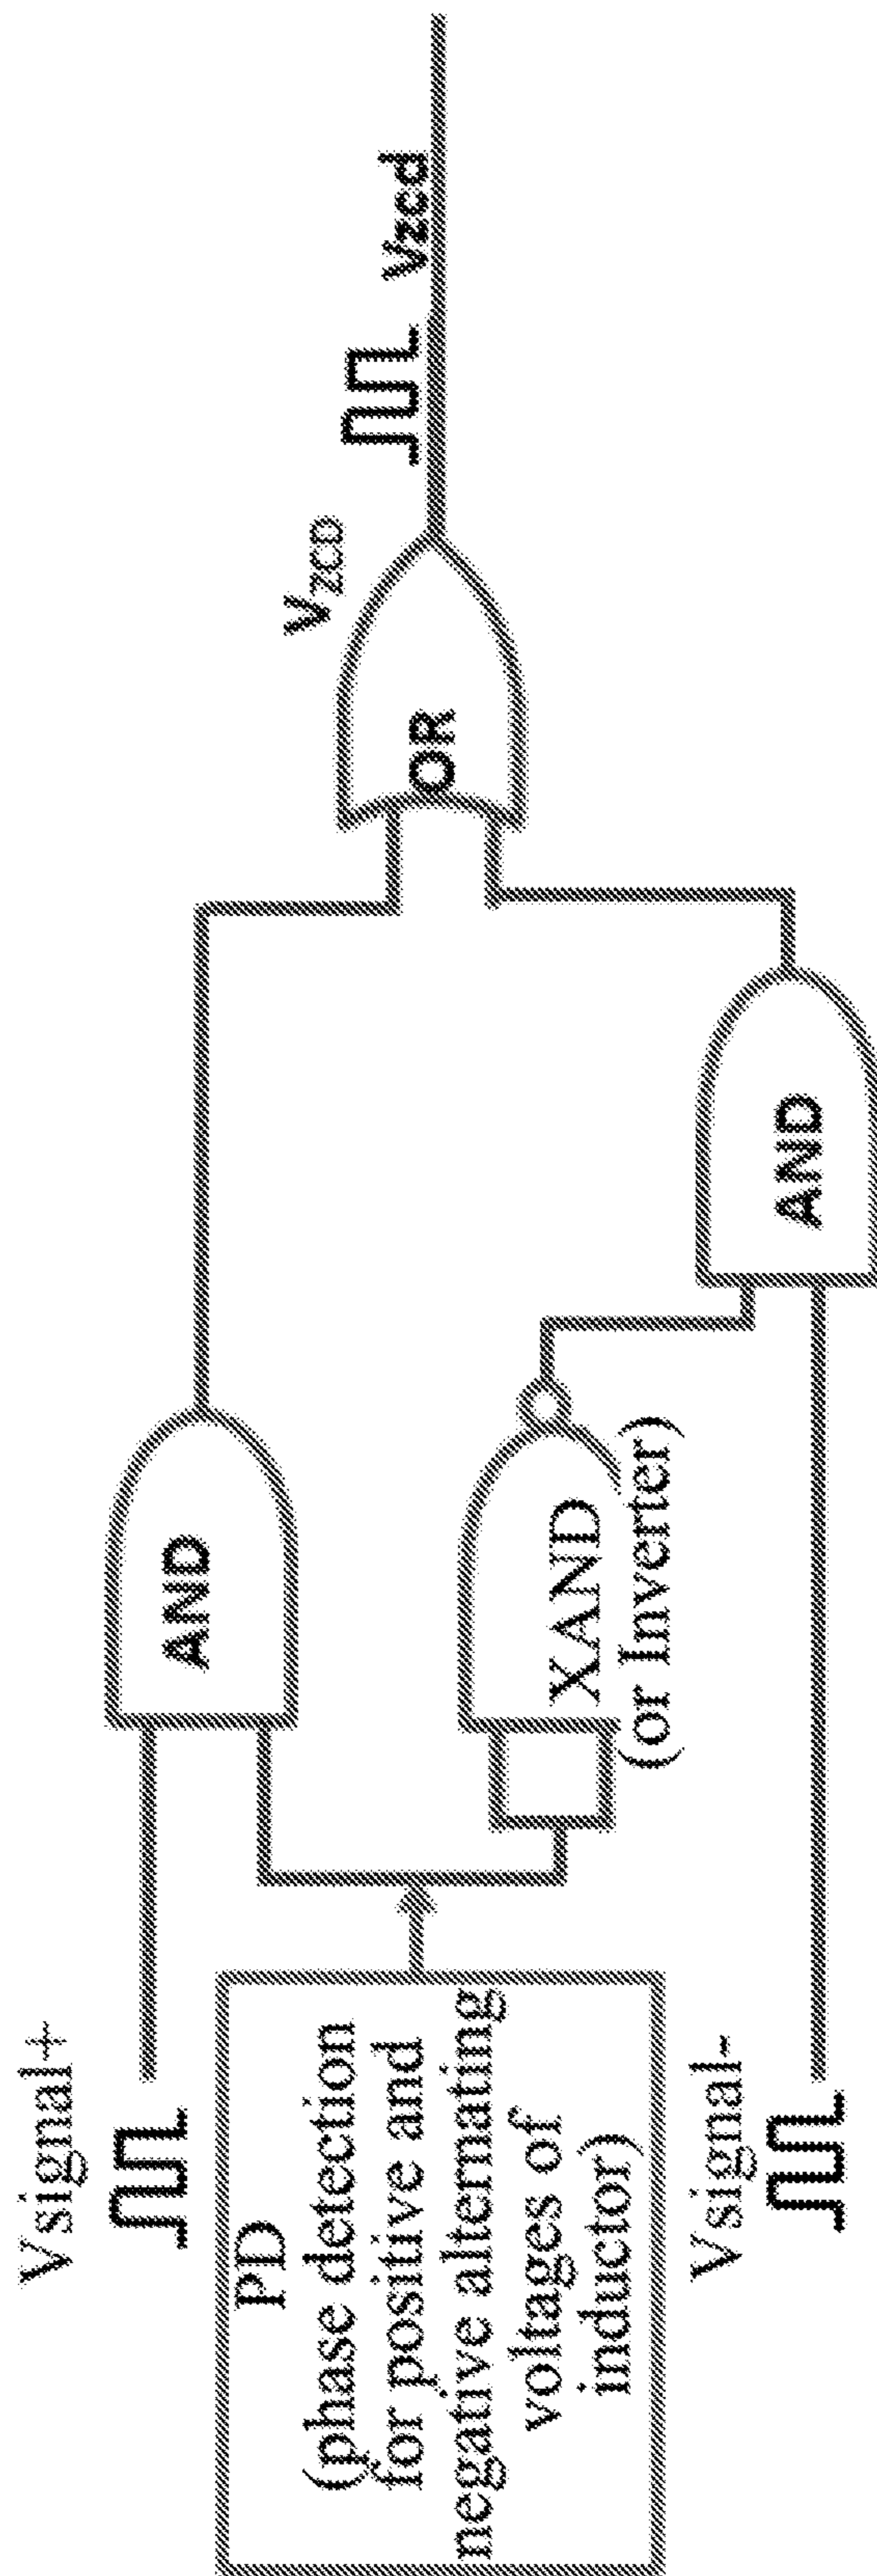 Vsignal+
PD
(phase detection
for positive and
negative alternating
voltages of
inductor)
Vsignal-
AND
XAND
(or Inverter)
AND
OR
VZCD
Vzcd